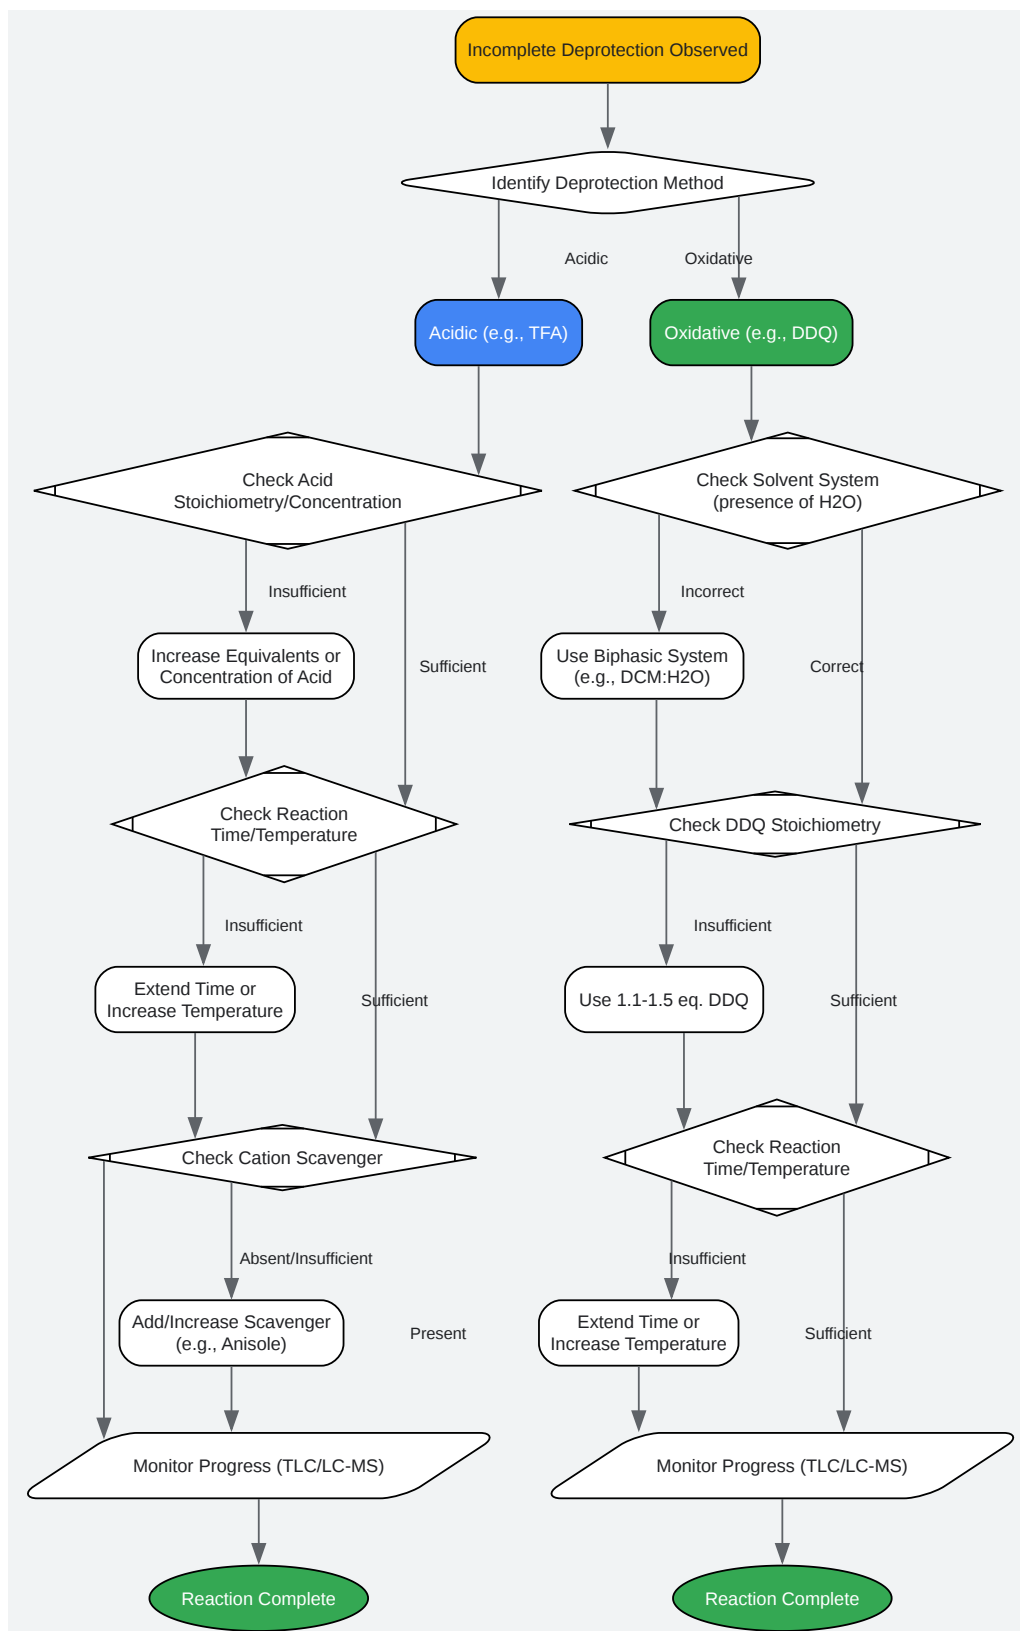 Incomplete Deprotection Observed
Identify Deprotection Method
Acidic
Oxidative
Acidic (e.g., TFA)
Oxidative (e.g., DDQ)
Check Acid
Stoichiometry/Concentration
Check Solvent System
(presence of H2O)
Insufficient
Incorrect
Increase Equivalents or
Concentration of Acid
Sufficient
Use Biphasic System
(e.g., DCM:H2O)
Correct
Check Reaction
Time/Temperature
Check DDQ Stoichiometry
Insufficient
Insufficient
Extend Time or
Increase Temperature
Sufficient
Use 1.1-1.5 eq. DDQ
Sufficient
Check Cation Scavenger
Check Reaction
Time/Temperature
Absent/Insufficient
Insufficient
Add/Increase Scavenger
(e.g., Anisole)
Present
Extend Time or
Increase Temperature
Sufficient
Monitor Progress (TLC/LC-MS)
Monitor Progress (TLC/LC-MS)
Reaction Complete
Reaction Complete